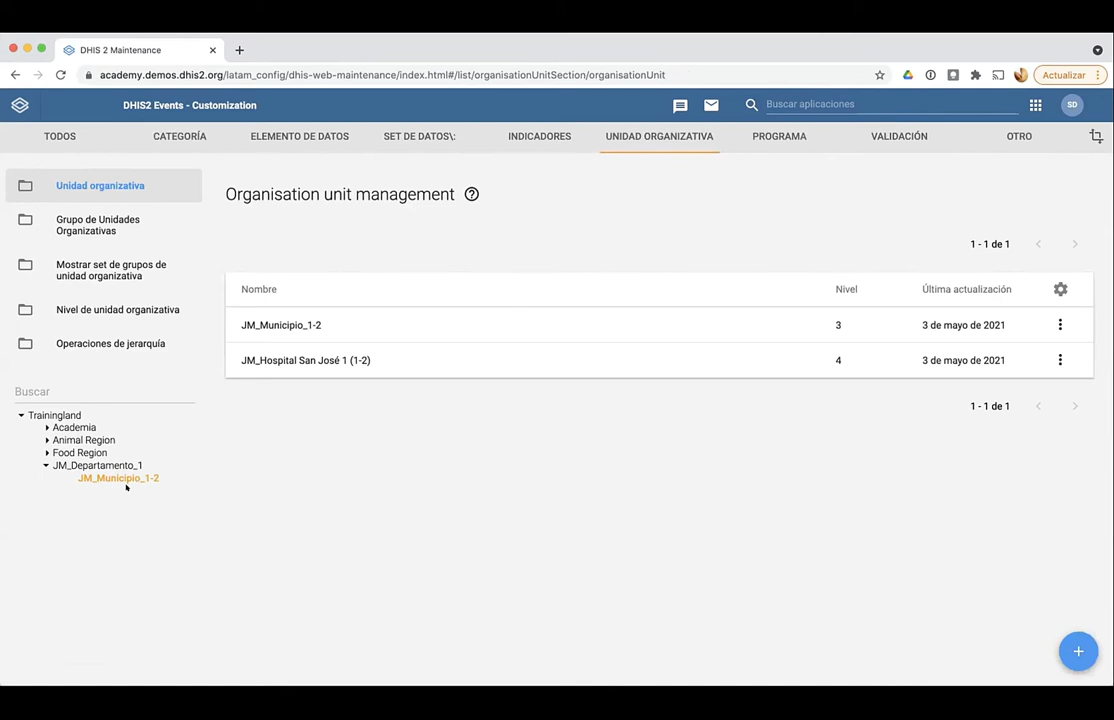 DHIS 2 Maintenance
academy.demos.dhis2.org/latam_config/dhis-web-maintenance/index.html#/list/organisationUnitSection/organisationUnit
Actualizar
DHIS2 Events - Customization
Buscar aplicaciones
SD
TODOS
CATEGORÍA
ELEMENTO DE DATOS
SET DE DATOS\:
INDICADORES
UNIDAD ORGANIZATIVA
PROGRAMA
VALIDACIÓN
OTRO
Unidad organizativa
Grupo de Unidades
Organizativas
Mostrar set de grupos de
unidad organizativa
Nivel de unidad organizativa
Operaciones de jerarquía
Buscar
Trainingland
Academia
Animal Region
Food Region
JM_Departamento_1
JM_Municipio_1-2
Organisation unit management
1 - 1 de 1
Nombre Nivel Última actualización
JM_Municipio_1-2 3 3 de mayo de 2021
JM_Hospital San José 1 (1-2) 4 3 de mayo de 2021
1 - 1 de 1